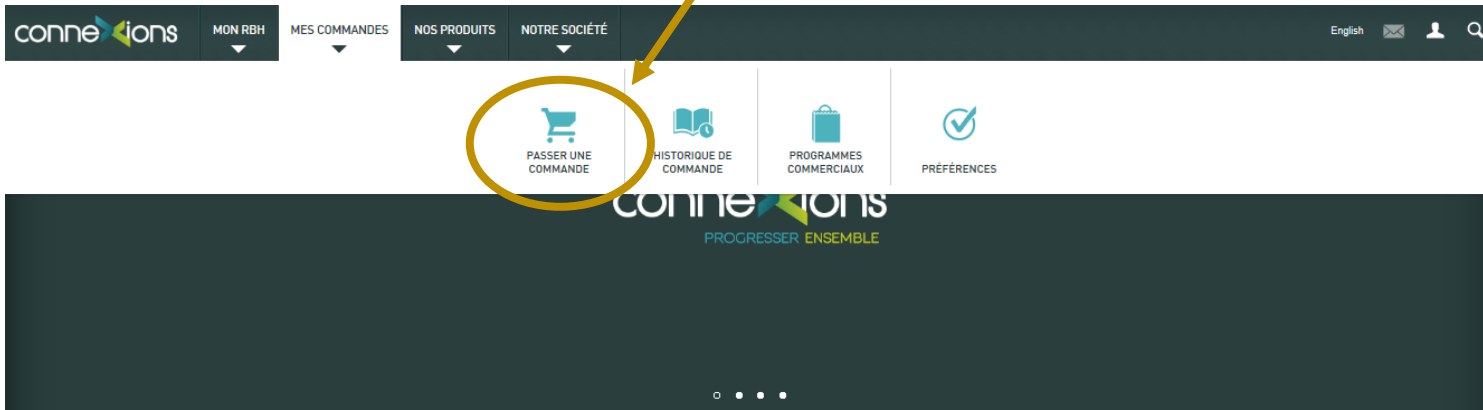 connexions
MON RBH
MES COMMANDES
NOS PRODUITS
NOTRE SOCIÉTÉ
English
PASSER UNE
COMMANDE
HISTORIQUE DE
COMMANDE
PROGRAMMES
COMMERCIAUX
PRÉFÉRENCES
connexions
PROGRESSER ENSEMBLE